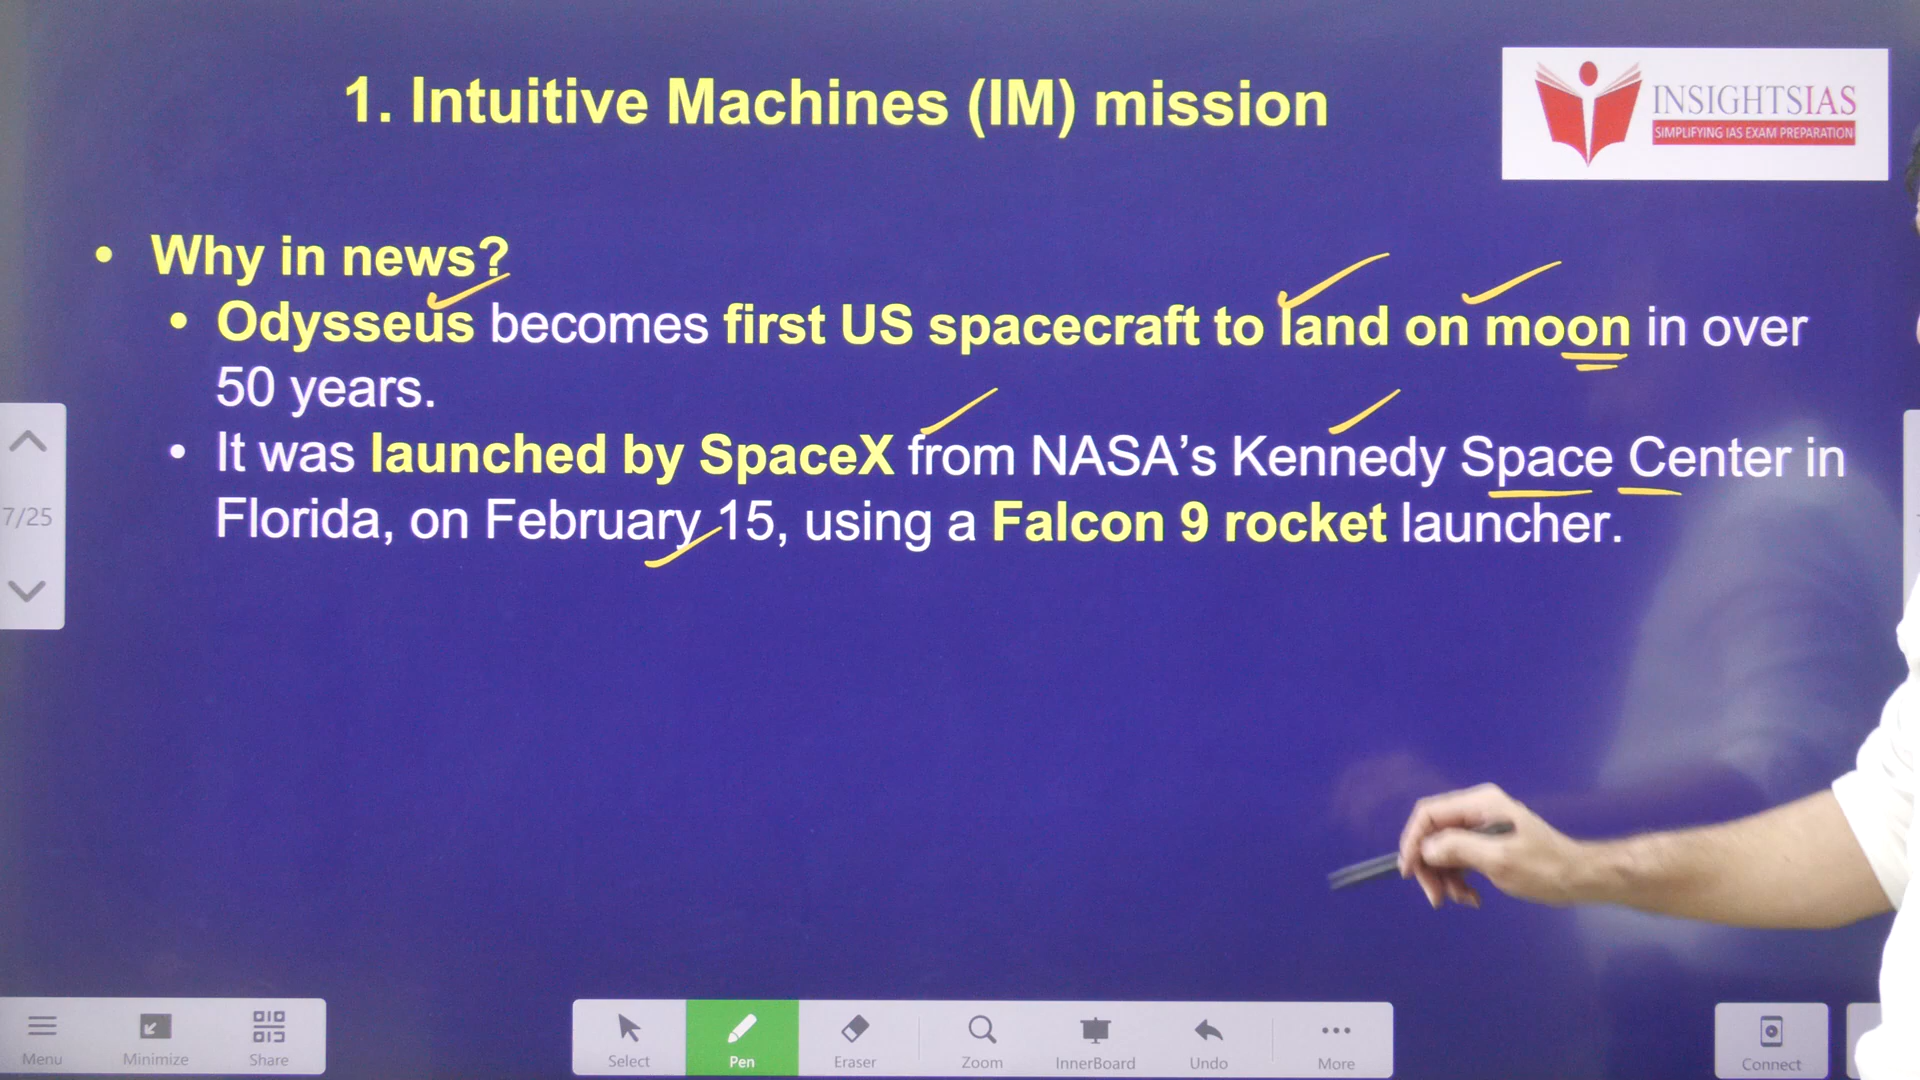 1. Intuitive Machines (IM) mission
INSIGHTSIAS
SIMPLIFYING IAS EXAM PREPARATION
• Why in news?
• Odysseus becomes first US spacecraft to land on moon in over
50 years.
• It was launched by SpaceX from NASA’s Kennedy Space Center in
Florida, on February 15, using a Falcon 9 rocket launcher.
7/25
Menu Minimize Share Select Pen Eraser Zoom InnerBoard Undo More Connect